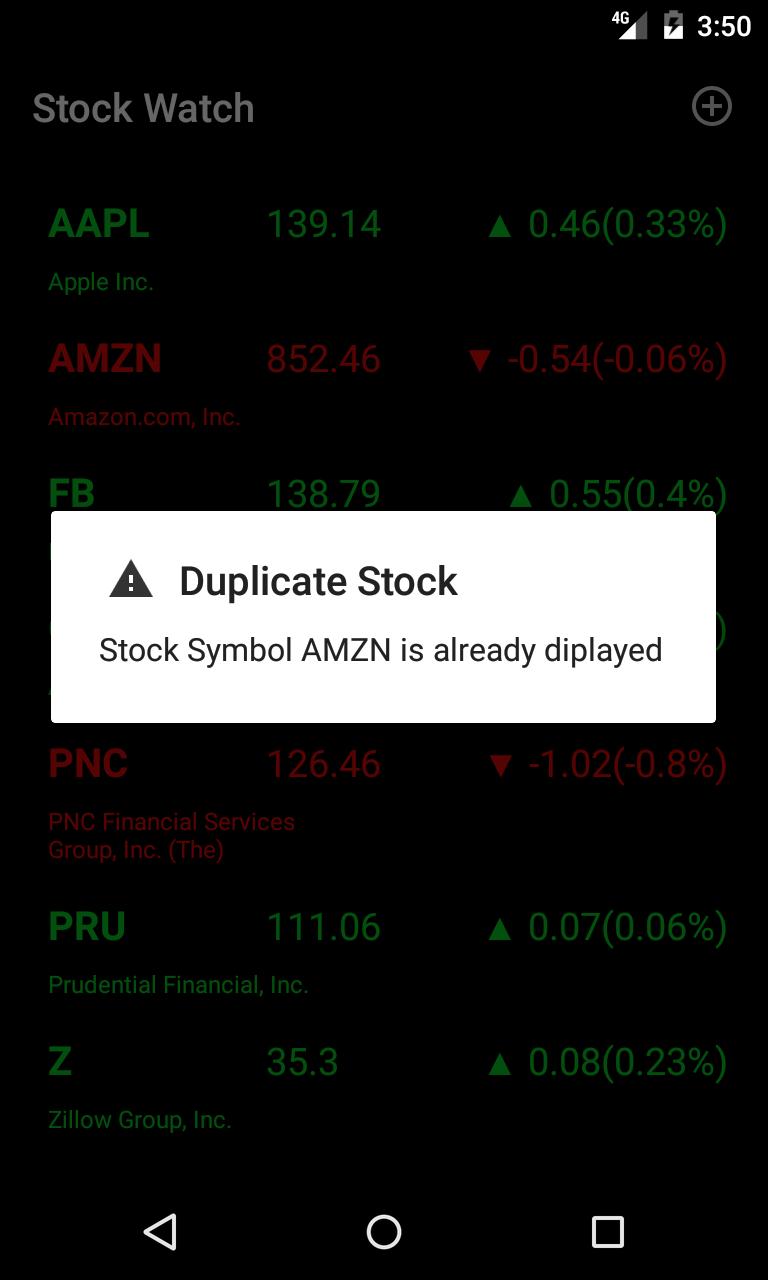 4G 3:50
Stock Watch
AAPL 139.14 ▲ 0.46(0.33%)
Apple Inc.
AMZN 852.46 ▼ -0.54(-0.06%)
Amazon.com, Inc.
FB 138.79 ▲ 0.55(0.4%)
Duplicate Stock
Stock Symbol AMZN is already diplayed
PNC 126.46 ▼ -1.02(-0.8%)
PNC Financial Services
Group, Inc. (The)
PRU 111.06 ▲ 0.07(0.06%)
Prudential Financial, Inc.
Z 35.3 ▲ 0.08(0.23%)
Zillow Group, Inc.